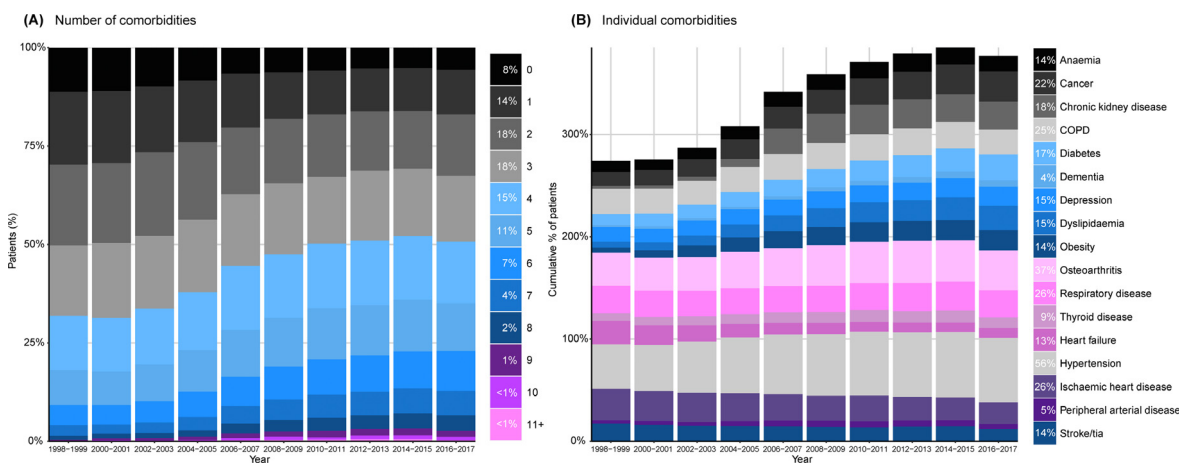 (A) Number of comorbidities
100%
75%
50%
25%
0%
Patients (%)
1998−1999 2000−2001 2002−2003 2004−2005 2006−2007 2008−2009 2010−2011 2012−2013 2014−2015 2016−2017
Year
8% 0
14% 1
18% 2
18% 3
15% 4
11% 5
7% 6
4% 7
2% 8
1% 9
<1% 10
<1% 11+
(B) Individual comorbidities
300%
200%
100%
0%
Cumulative % of patients
1998−1999 2000−2001 2002−2003 2004−2005 2006−2007 2008−2009 2010−2011 2012−2013 2014−2015 2016−2017
Year
14% Anaemia
22% Cancer
18% Chronic kidney disease
25% COPD
17% Diabetes
4% Dementia
15% Depression
15% Dyslipidaemia
14% Obesity
37% Osteoarthritis
26% Respiratory disease
9% Thyroid disease
13% Heart failure
56% Hypertension
26% Ischaemic heart disease
5% Peripheral arterial disease
14% Stroke/tia